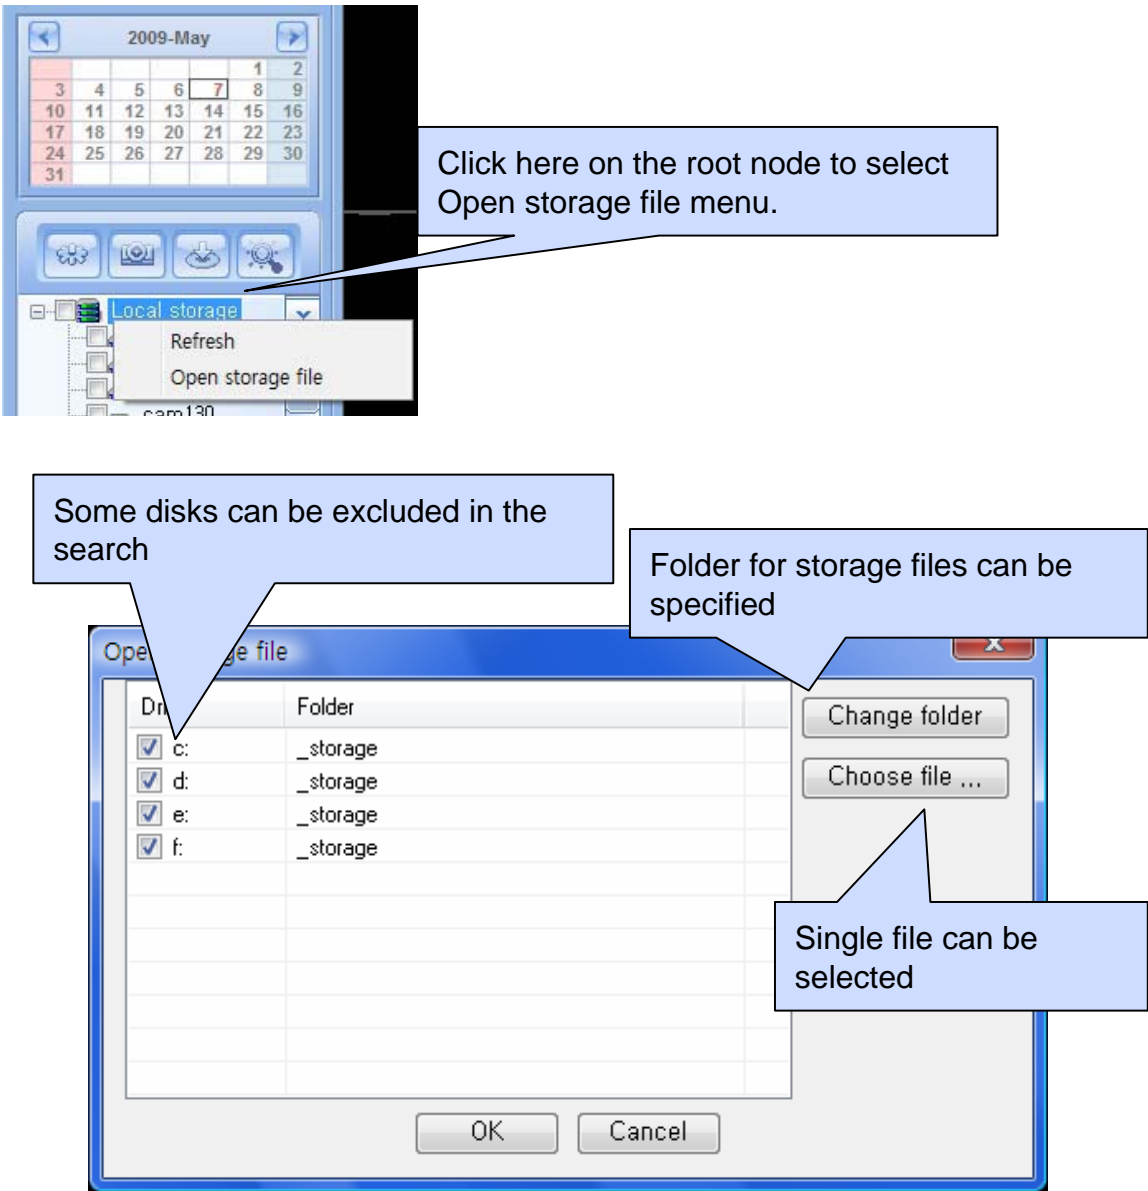 2009-May
1 2
3 4 5 6 7 8 9
10 11 12 13 14 15 16
17 18 19 20 21 22 23
24 25 26 27 28 29 30
31
Click here on the root node to select
Open storage file menu.
Local storage
Refresh
Open storage file
cam130
Some disks can be excluded in the
search
Folder for storage files can be
specified
file
Folder
Change folder
c: _storage
d: _storage
Choose file ...
e: _storage
f: _storage
Single file can be
selected
OK Cancel